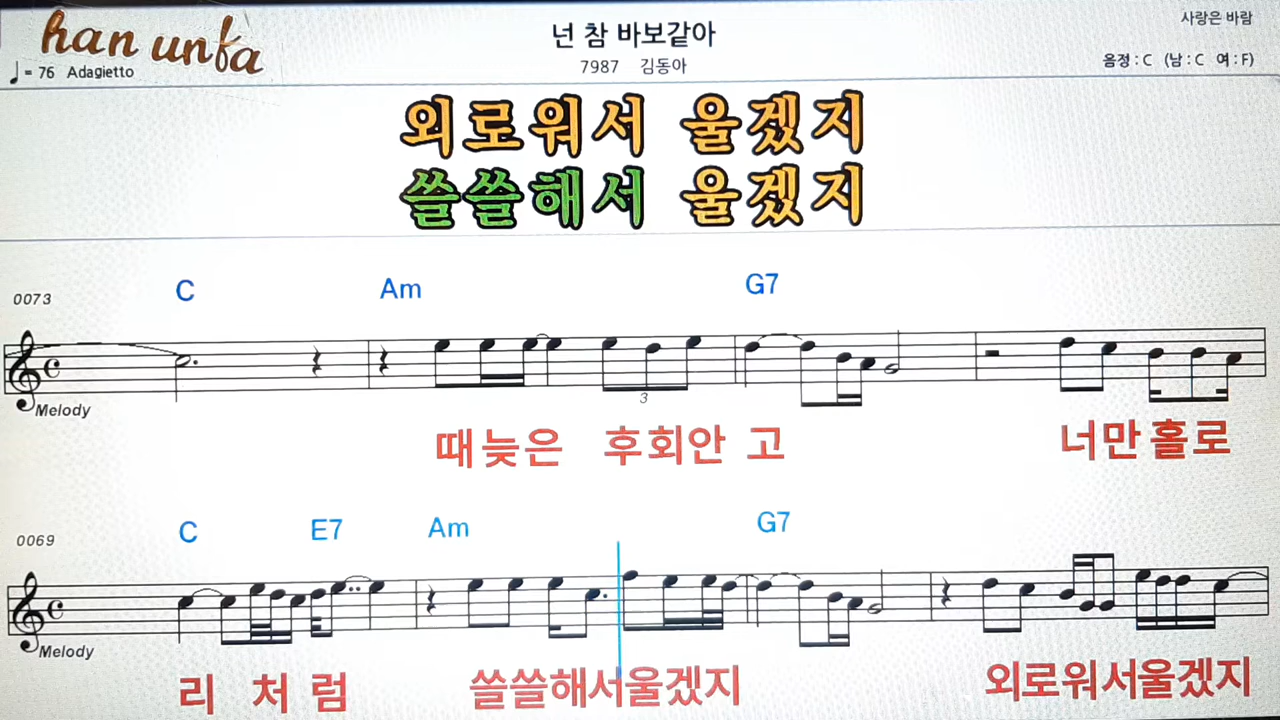 han unfa
넌 참 바보같아
사랑은 바람
♩= 76 Adagietto
7987 김동아
음정 : C (남 : C 여 : F)
외로워서 울겠지
쓸쓸해서 울겠지
0073
C Am G7
3
Melody
때늦은 후회안 고 너만 홀로
0069
C E7 Am G7
Melody
리 처 럼 쓸쓸해서울겠지 외로워서울겠지